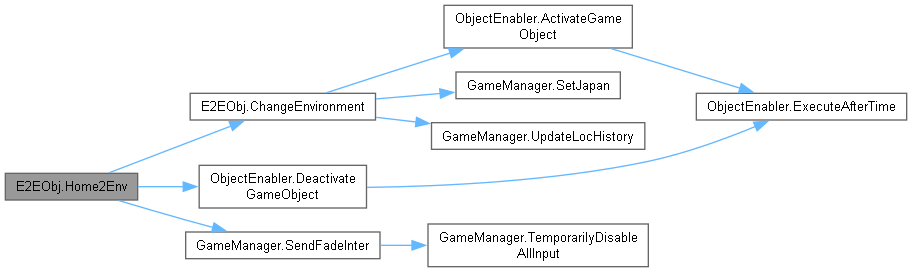 ObjectEnabler.ActivateGame
Object
GameManager.SetJapan
E2EObj.ChangeEnvironment
ObjectEnabler.ExecuteAfterTime
GameManager.UpdateLocHistory
E2EObj.Home2Env
ObjectEnabler.Deactivate
GameObject
GameManager.SendFadeInter
GameManager.TemporarilyDisable
AllInput